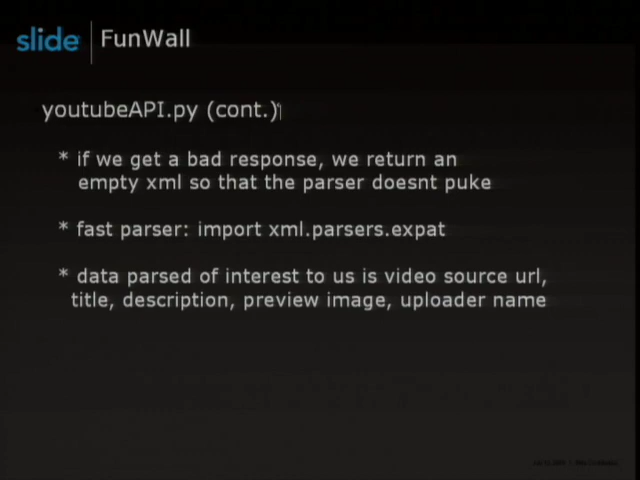 slide FunWall
youtubeAPI.py (cont.)
* if we get a bad response, we return an
empty xml so that the parser doesnt puke
* fast parser: import xml.parsers.expat
* data parsed of interest to us is video source url,
title, description, preview image, uploader name